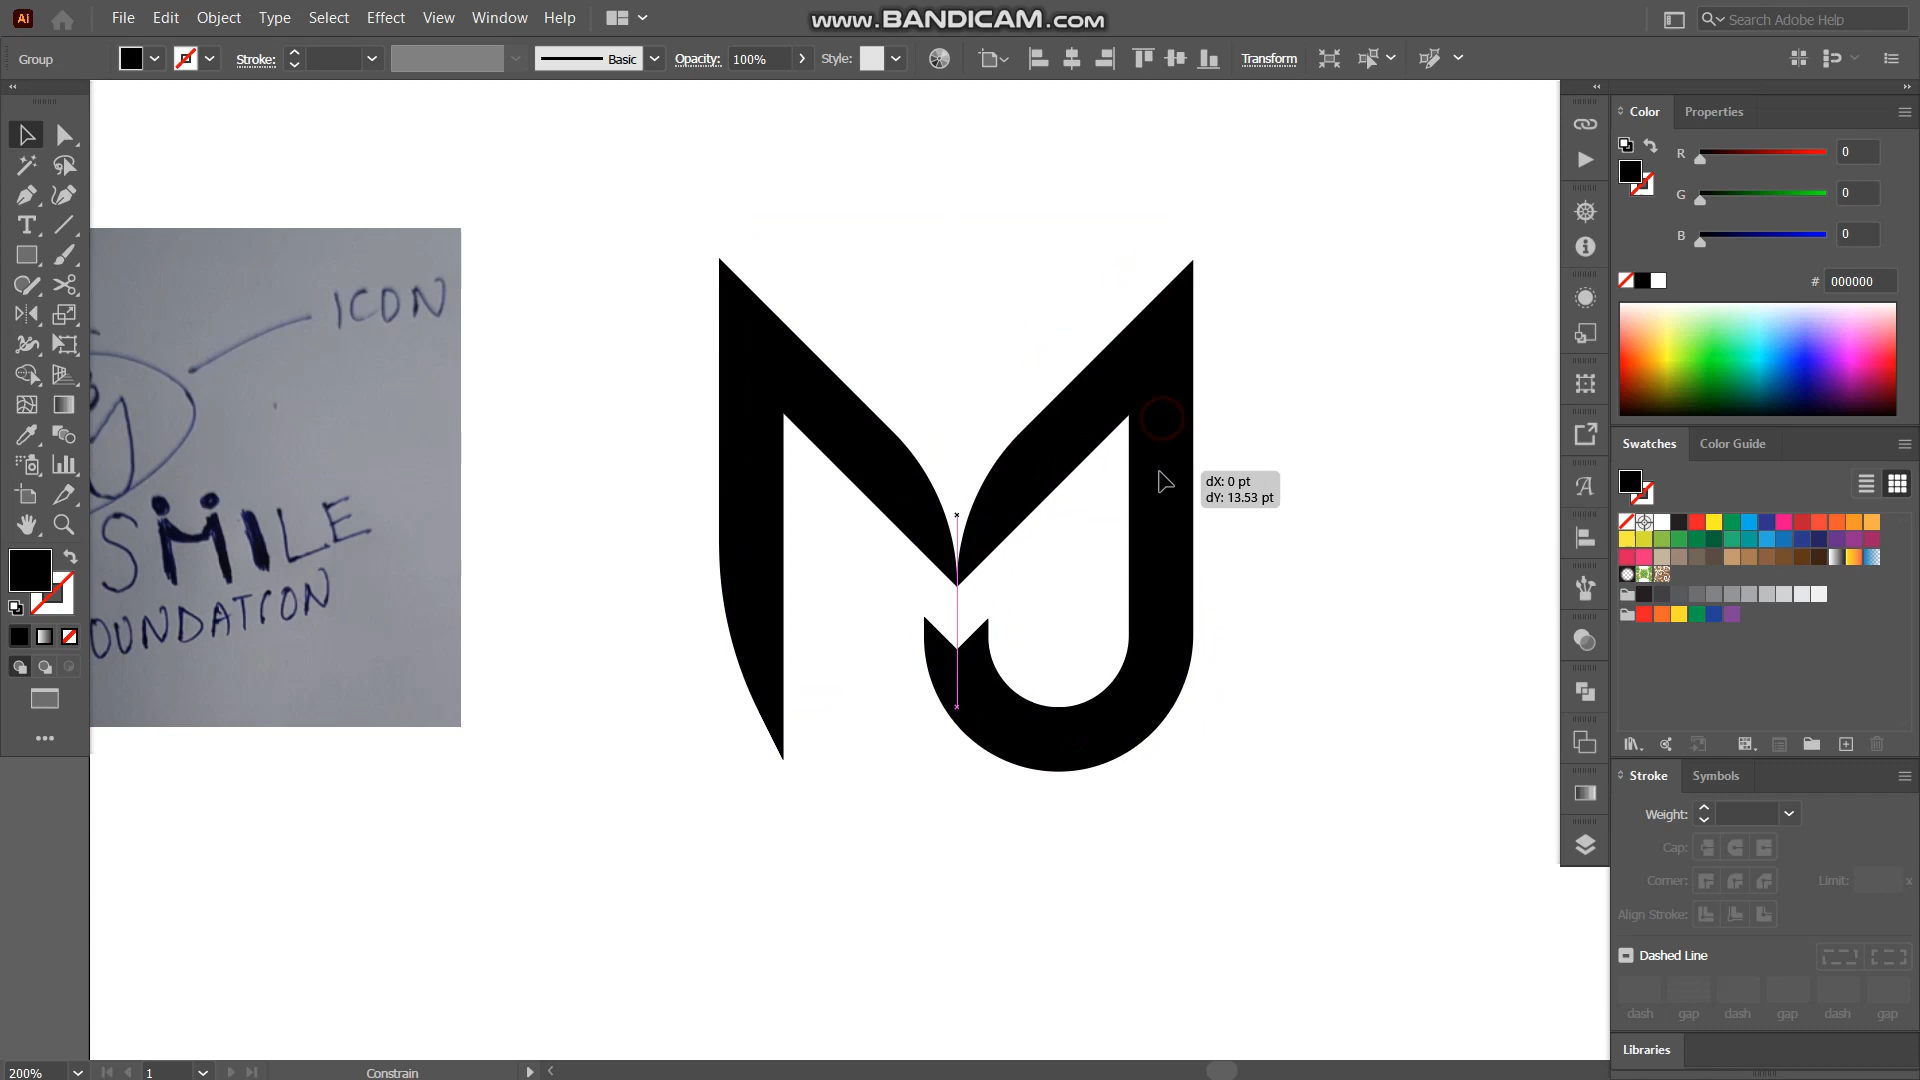 www.BANDICAM.com
Ai File Edit Object Type Select Effect View Window Help
Search Adobe Help
Group Stroke: Basic Opacity: 100% Style: Transform
Color Properties
R 0
G 0
B 0
# 000000
ICON
SMILE
OUNDATION
dX: 0 pt
dY: 13.53 pt
Swatches Color Guide
Stroke Symbols
Weight:
Cap:
Corner: Limit: x
Align Stroke:
Dashed Line
dash gap dash gap dash gap
Libraries
200% 1 Constrain
MJ